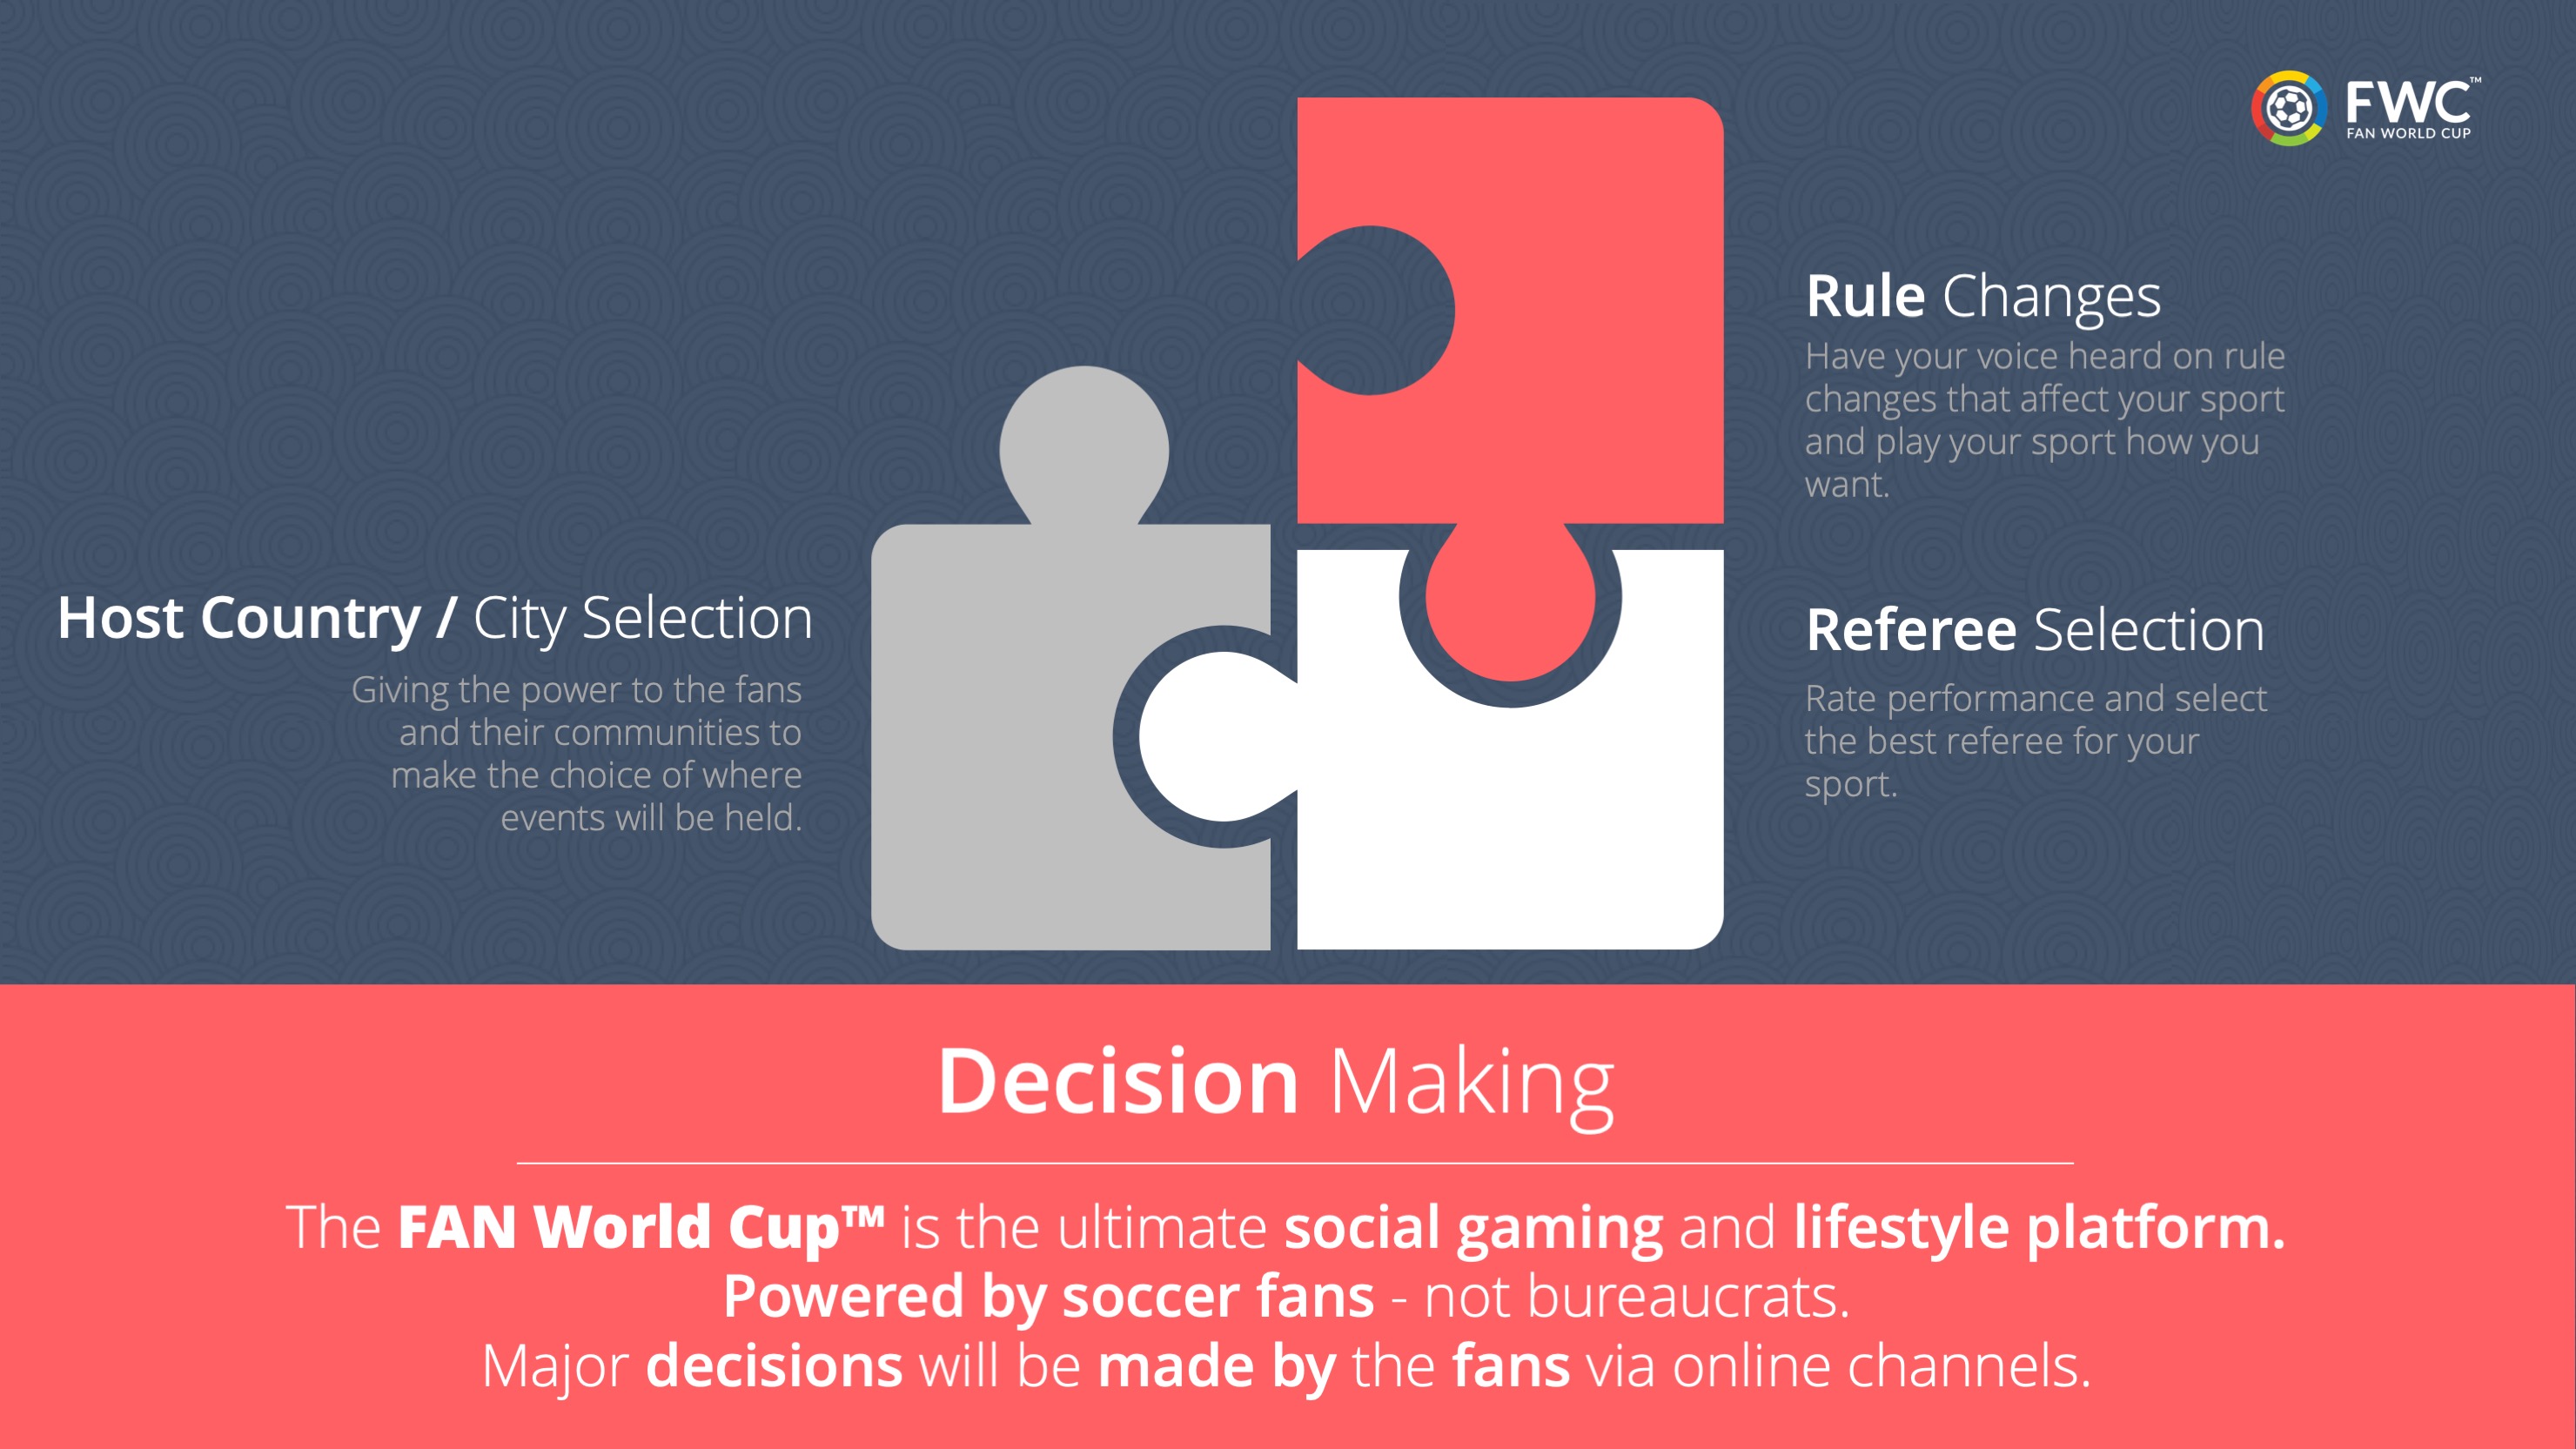 FWC™
FAN WORLD CUP
Rule Changes
Have your voice heard on rule
changes that affect your sport
and play your sport how you
want.
Host Country / City Selection
Giving the power to the fans
and their communities to
make the choice of where
events will be held.
Referee Selection
Rate performance and select
the best referee for your
sport.
Decision Making
The FAN World Cup™ is the ultimate social gaming and lifestyle platform.
Powered by soccer fans - not bureaucrats.
Major decisions will be made by the fans via online channels.